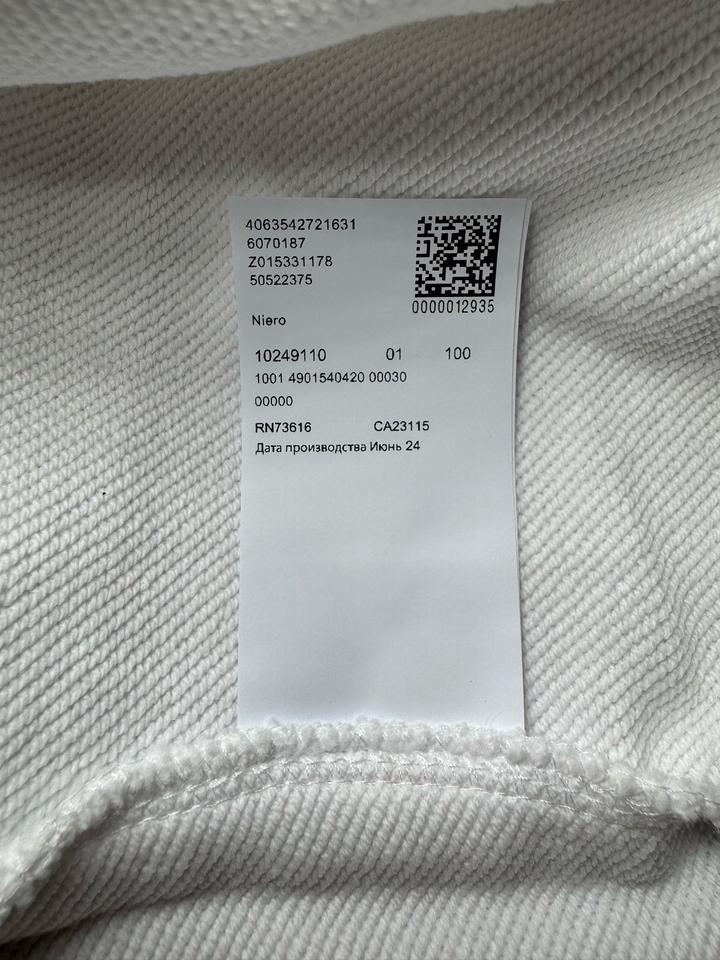 4063542721631
6070187
Z015331178
50522375
0000012935
Niero
10249110 01 100
1001 4901540420 00030
00000
RN73616 CA23115
Дата производства Июнь 24